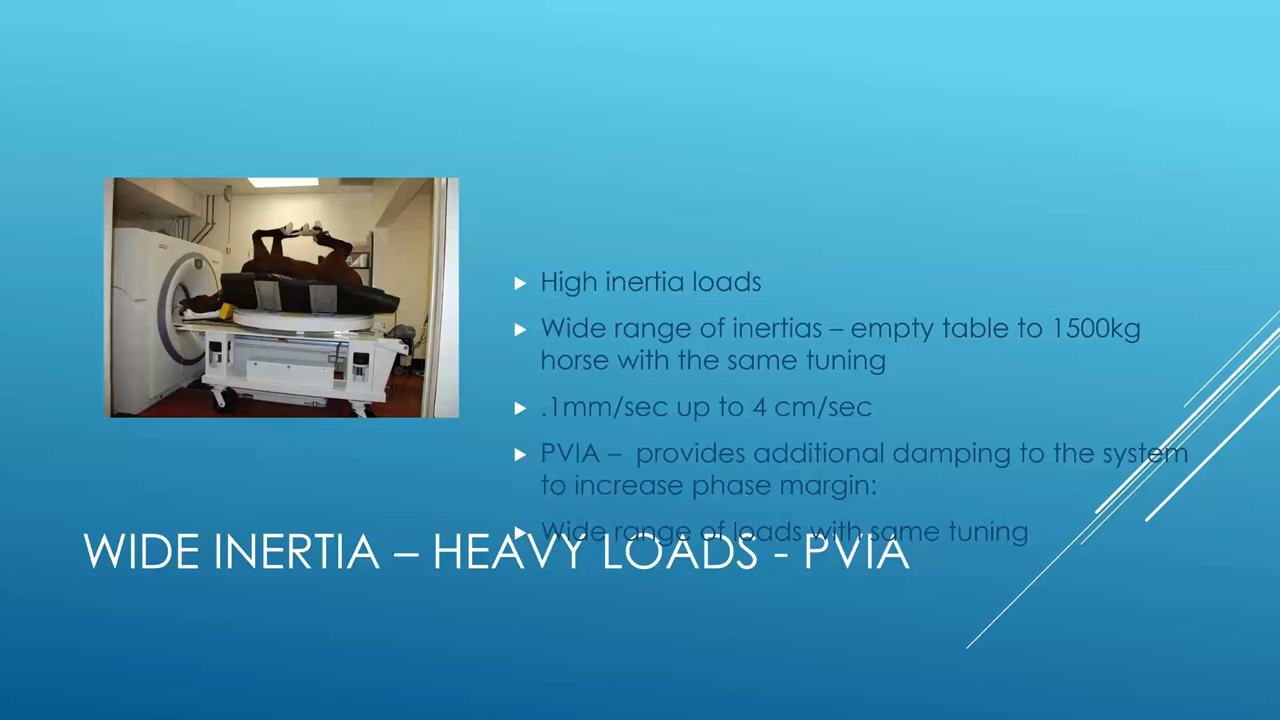 High inertia loads
Wide range of inertias – empty table to 1500kg
horse with the same tuning
.1mm/sec up to 4 cm/sec
PVIA –  provides additional damping to the system
to increase phase margin:
Wide range of loads with same tuning
WIDE INERTIA – HEAVY LOADS - PVIA